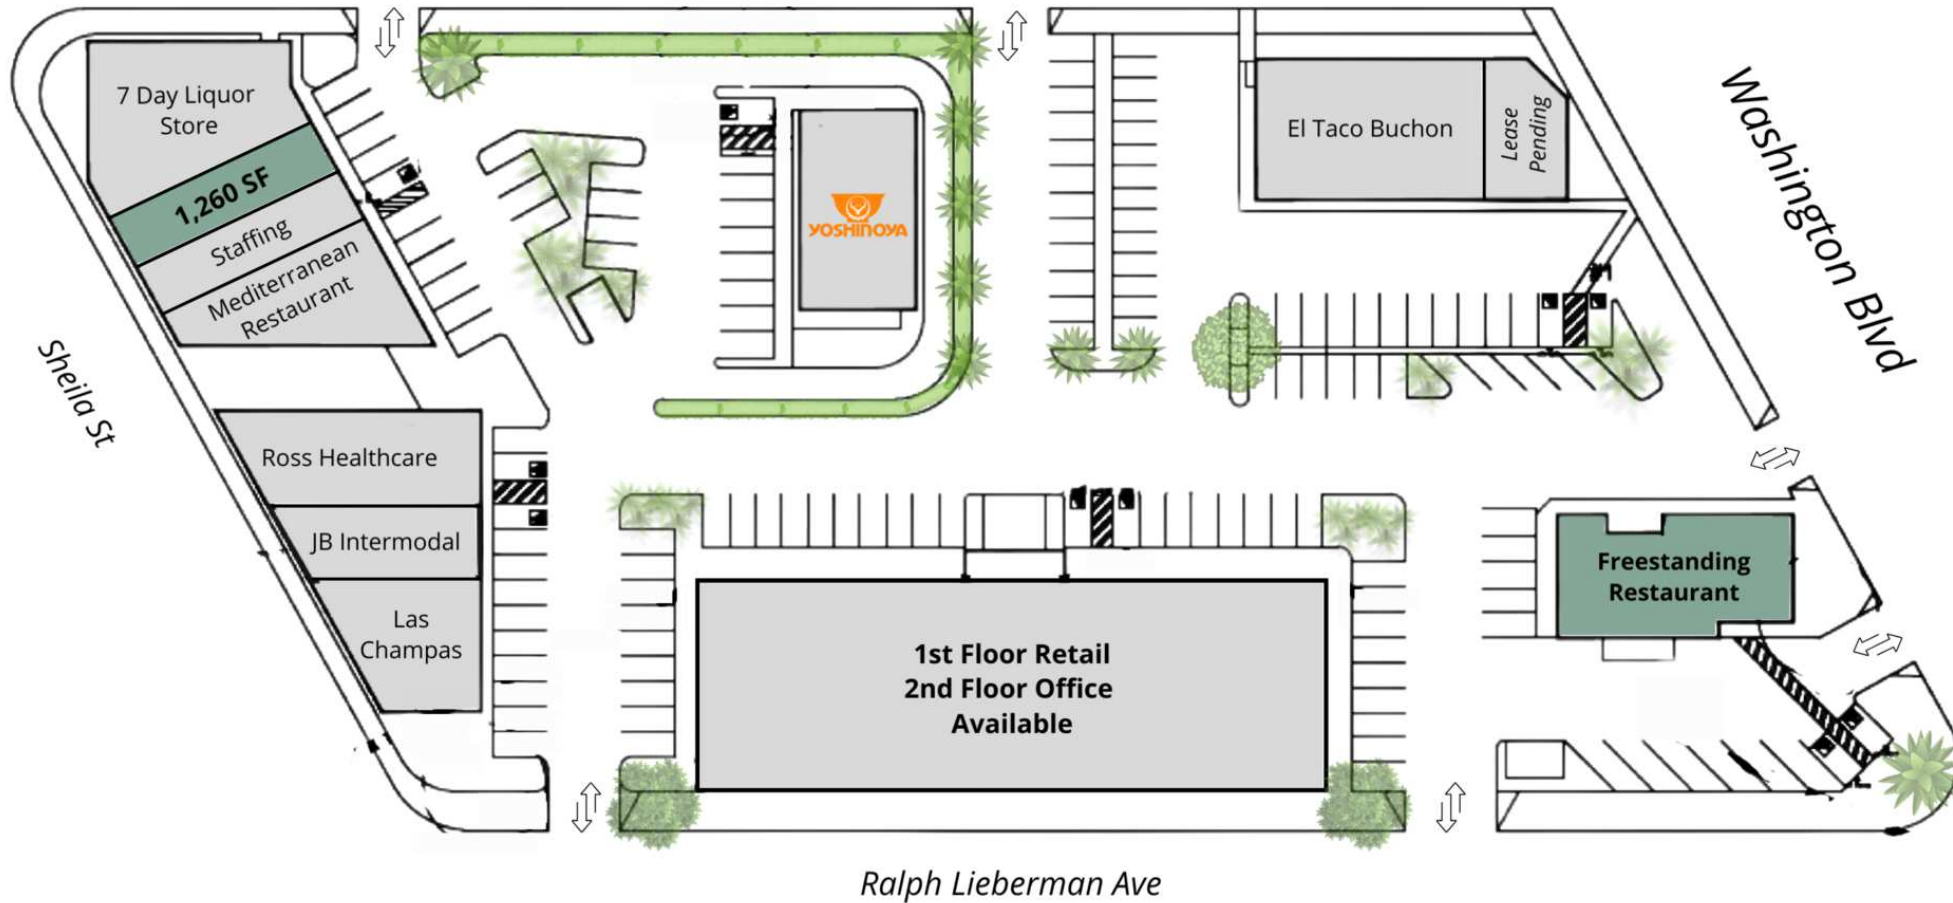 7 Day Liquor
Store
1,260 SF
Staffing
Mediterranean
Restaurant
Sheila St
Ross Healthcare
JB Intermodal
Las
Champas
YOSHINOYA
El Taco Buchon
Lease
Pending
Washington Blvd
Freestanding
Restaurant
1st Floor Retail
2nd Floor Office
Available
Ralph Lieberman Ave